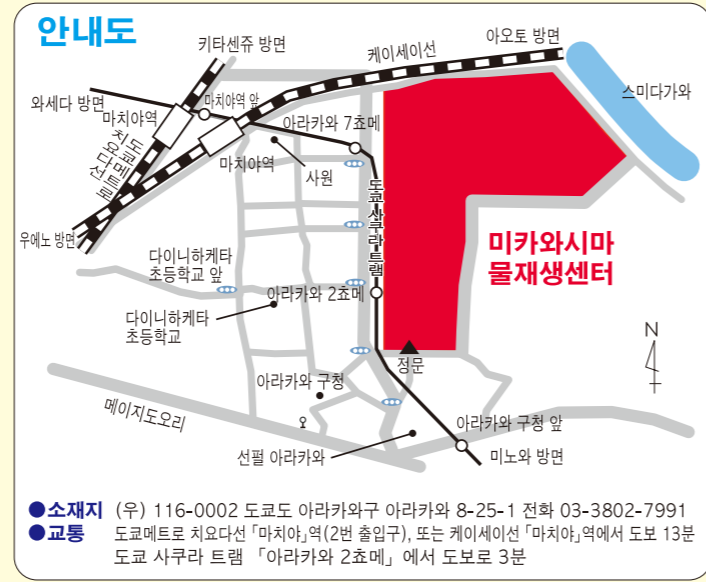 안내도
키타센쥬 방면
케이세이선
아오토 방면
스미다가와
와세다 방면
마치야역 앞
마치야역
아라카와 7쵸메
도쿄메트로
치요다선
마치야역
사원
도쿄 사쿠라 트램
우에노 방면
미카와시마
물재생센터
다이니하케타
초등학교 앞
아라카와 2쵸메
다이니하케타
초등학교
N
정문
아라카와 구청
메이지도오리
아라카와 구청 앞
선펄 아라카와
미노와 방면
●소재지 (우) 116-0002 도쿄도 아라카와구 아라카와 8-25-1 전화 03-3802-7991
●교통 도쿄메트로 치요다선 「마치야」역(2번 출입구), 또는 케이세이선 「마치야」역에서 도보 13분
도쿄 사쿠라 트램 「아라카와 2쵸메」에서 도보로 3분